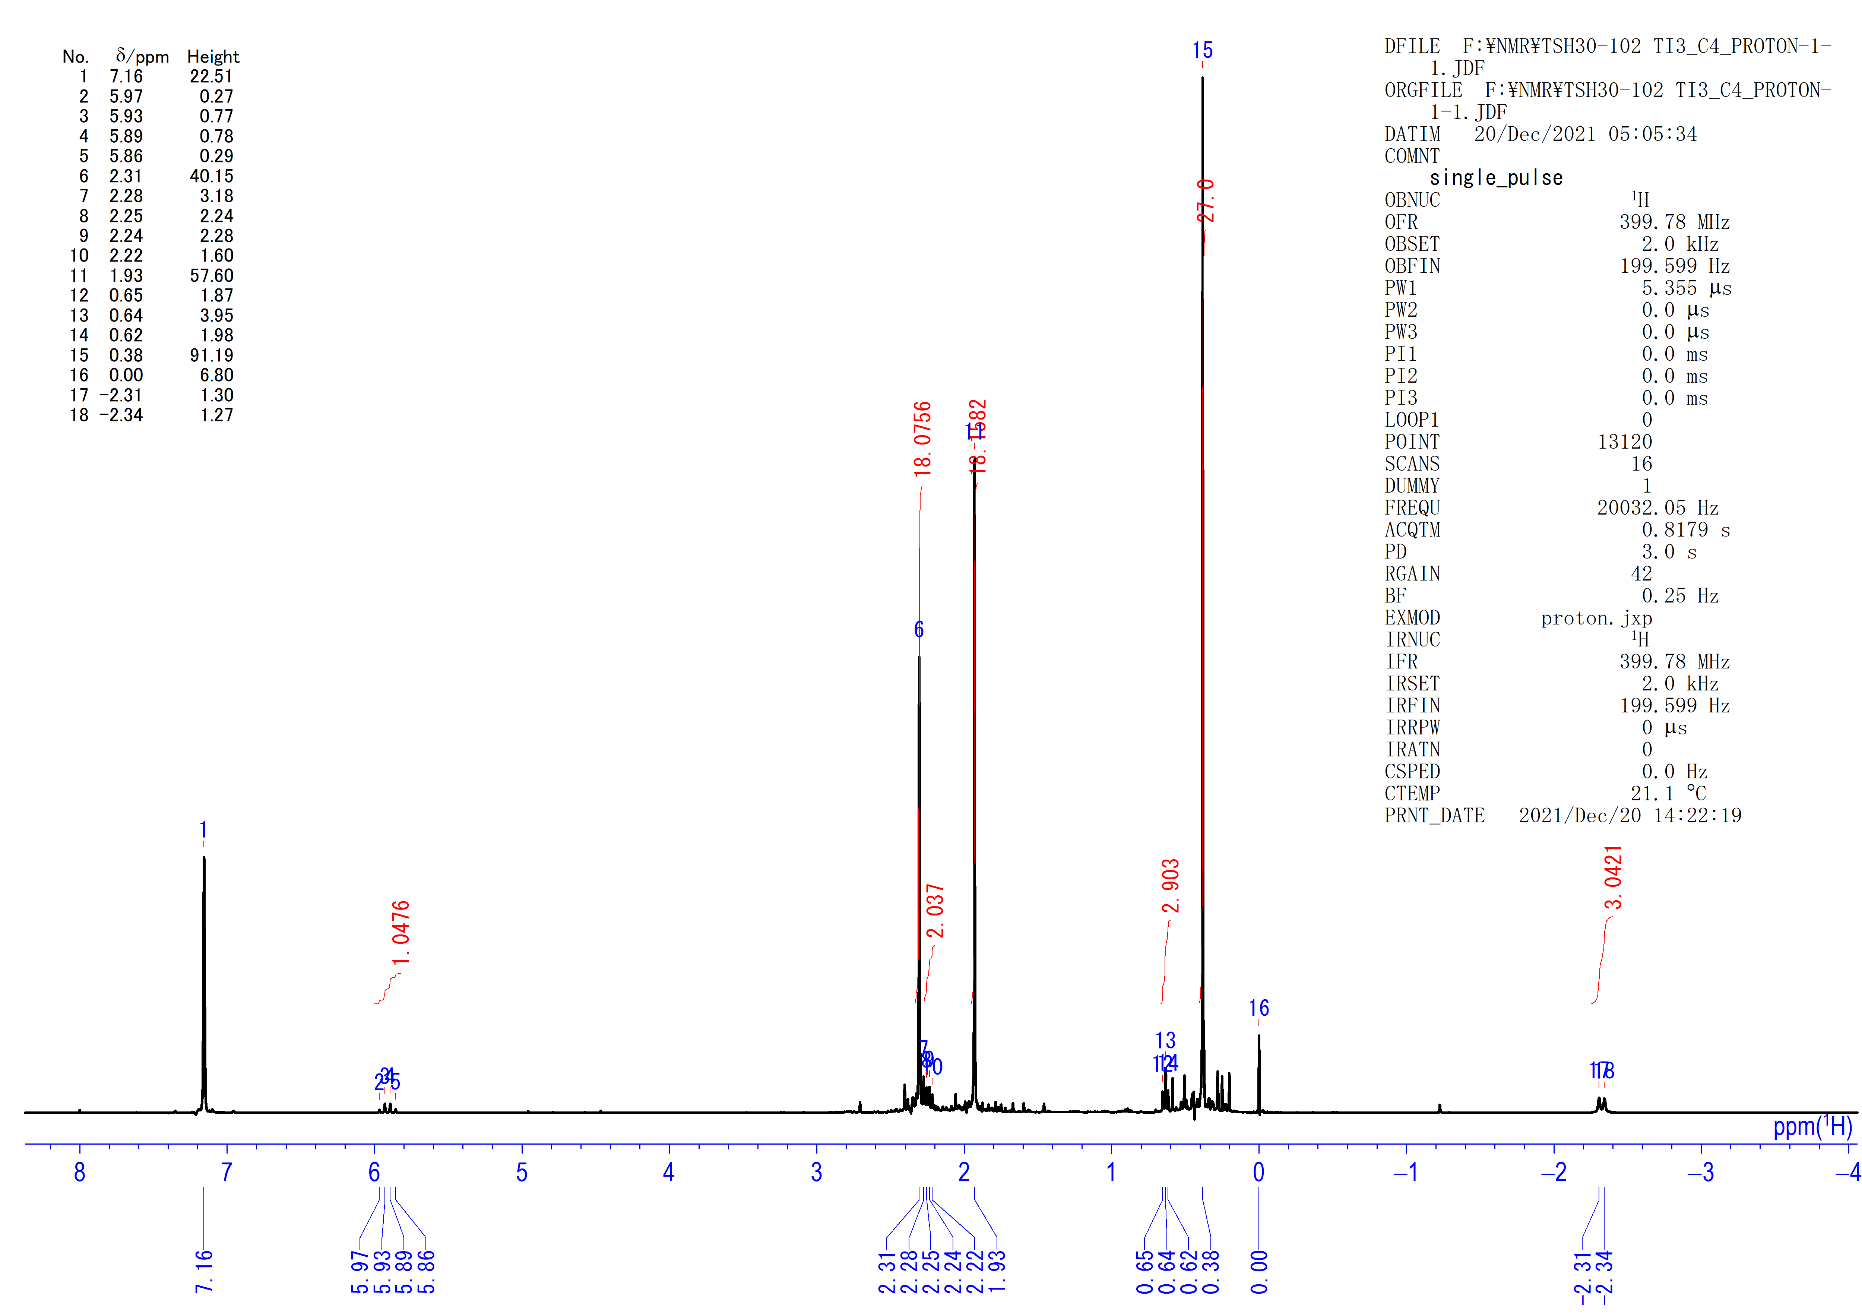 No. δ/ppm Height
1 7.16 22.51
2 5.97 0.27
3 5.93 0.77
4 5.89 0.78
5 5.86 0.29
6 2.31 40.15
7 2.28 3.18
8 2.25 2.24
9 2.24 2.28
10 2.22 1.60
11 1.93 57.60
12 0.65 1.87
13 0.64 3.95
14 0.62 1.98
15 0.38 91.19
16 0.00 6.80
17 -2.31 1.30
18 -2.34 1.27
DFILE F:¥NMR¥TSH30-102 TI3_C4_PROTON-1-
1.JDF
ORGFILE F:¥NMR¥TSH30-102 TI3_C4_PROTON-
1-1.JDF
DATIM 20/Dec/2021 05:05:34
COMNT
single_pulse
OBNUC 1H
OFR 399.78 MHz
OBSET 2.0 kHz
OBFIN 199.599 Hz
PW1 5.355 μs
PW2 0.0 μs
PW3 0.0 μs
PI1 0.0 ms
PI2 0.0 ms
PI3 0.0 ms
LOOP1 0
POINT 13120
SCANS 16
DUMMY 1
FREQU 20032.05 Hz
ACQTM 0.8179 s
PD 3.0 s
RGAIN 42
BF 0.25 Hz
EXMOD proton.jxp
IRNUC 1H
IFR 399.78 MHz
IRSET 2.0 kHz
IRFIN 199.599 Hz
IRRPW 0 μs
IRATN 0
CSPED 0.0 Hz
CTEMP 21.1 ℃
PRNT_DATE 2021/Dec/20 14:22:19
15
27.0
18.0756
18.1582
11
6
1
1.0476
2.037
2.903
3.0421
2
3
4
5
7
8
9
10
13
12
14
16
17
18
ppm(1H)
8 7 6 5 4 3 2 1 0 −1 −2 −3 −4
7.16
5.97
5.93
5.89
5.86
2.31
2.28
2.25
2.24
2.22
1.93
0.65
0.64
0.62
0.38
0.00
−2.31
−2.34